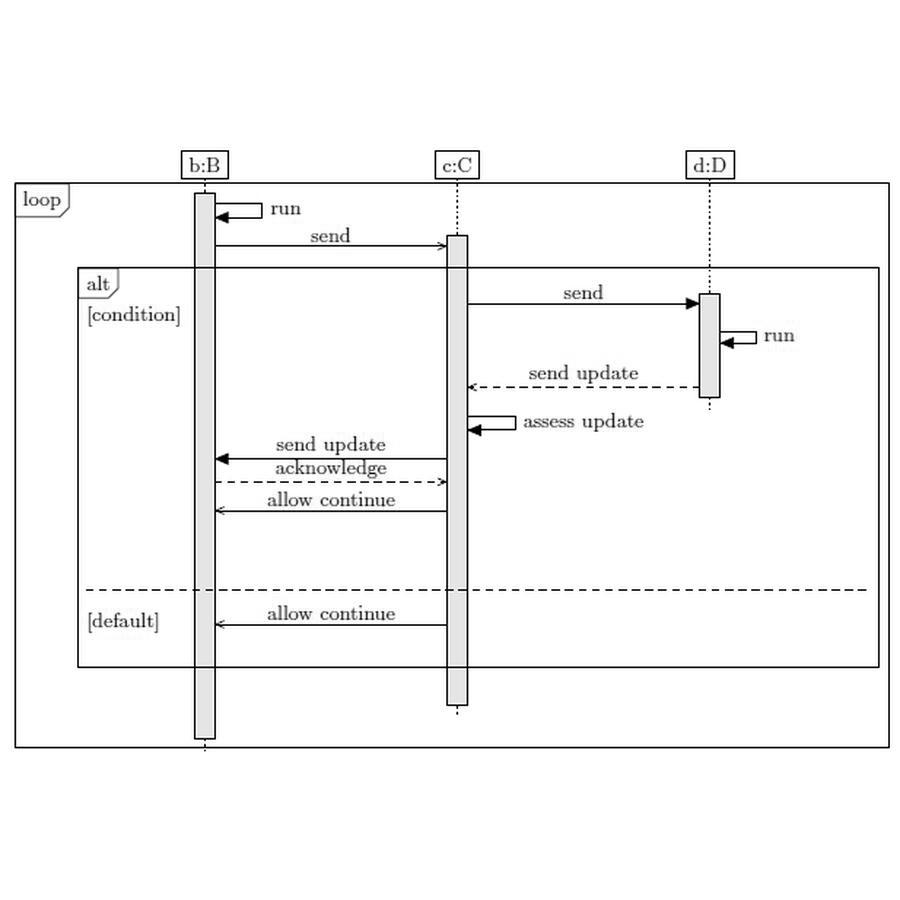 b:B
c:C
d:D
loop
run
send
alt
send
[condition]
run
send update
assess update
send update
acknowledge
allow continue
allow continue
[default]